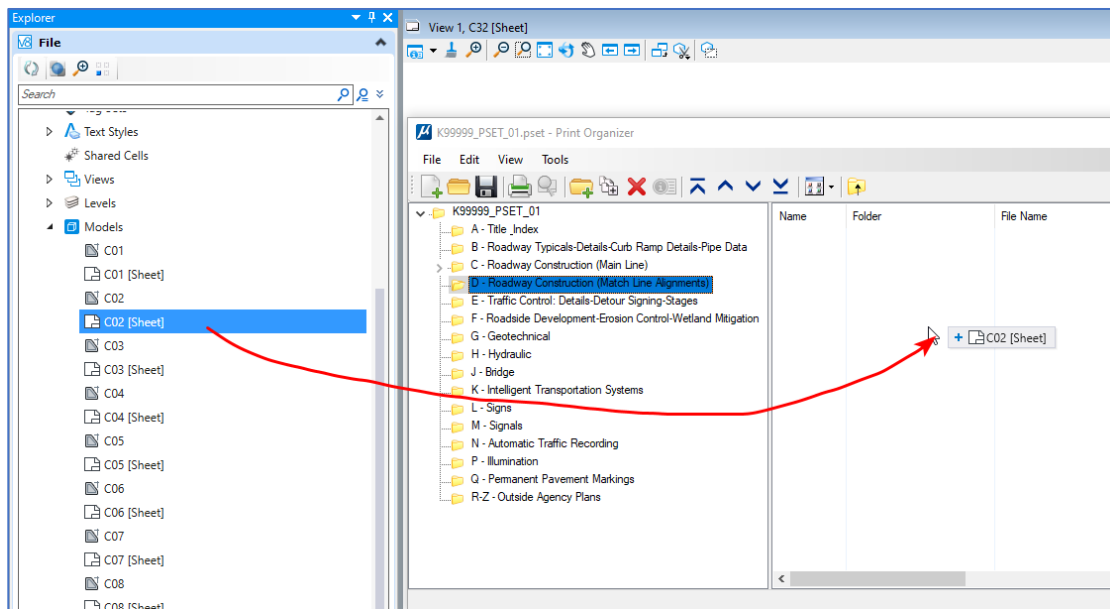 Explorer
File
Search
Text Styles
Shared Cells
Views
Levels
Models
C01
C01 [Sheet]
C02
C02 [Sheet]
C03
C03 [Sheet]
C04
C04 [Sheet]
C05
C05 [Sheet]
C06
C06 [Sheet]
C07
C07 [Sheet]
C08
C08 [Sheet]
View 1, C32 [Sheet]
K99999_PSET_01.pset - Print Organizer
File Edit View Tools
K99999_PSET_01
A - Title_Index
B - Roadway Typicals-Details-Curb Ramp Details-Pipe Data
C - Roadway Construction (Main Line)
D - Roadway Construction (Match Line Alignments)
E - Traffic Control: Details-Detour Signing-Stages
F - Roadside Development-Erosion Control-Wetland Mitigation
G - Geotechnical
H - Hydraulic
J - Bridge
K - Intelligent Transportation Systems
L - Signs
M - Signals
N - Automatic Traffic Recording
P - Illumination
Q - Permanent Pavement Markings
R-Z - Outside Agency Plans
Name Folder File Name
C02 [Sheet]